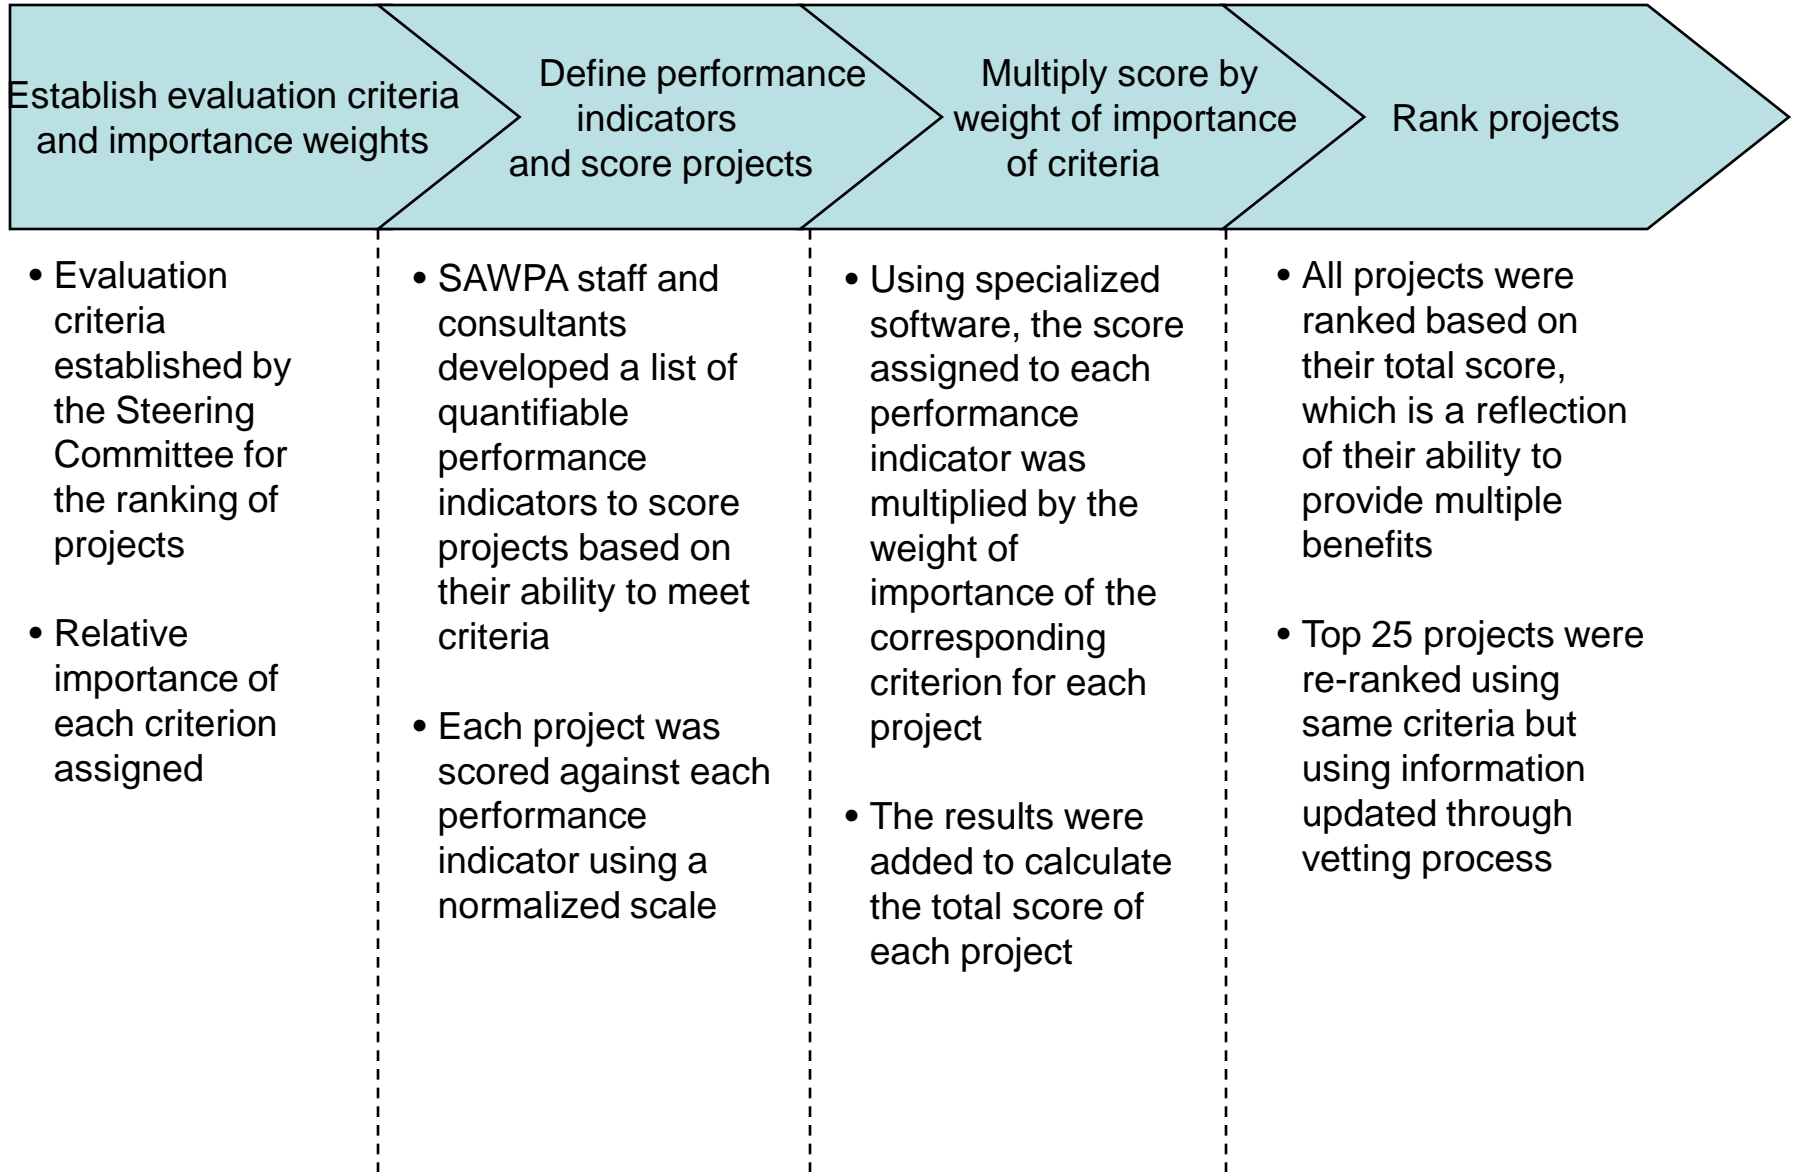 Establish evaluation criteria
and importance weights
Define performance
indicators
and score projects
Multiply score by
weight of importance
of criteria
Rank projects
• Evaluation
criteria
established by
the Steering
Committee for
the ranking of
projects
• Relative
importance of
each criterion
assigned
• SAWPA staff and
consultants
developed a list of
quantifiable
performance
indicators to score
projects based on
their ability to meet
criteria
• Each project was
scored against each
performance
indicator using a
normalized scale
• Using specialized
software, the score
assigned to each
performance
indicator was
multiplied by the
weight of
importance of the
corresponding
criterion for each
project
• The results were
added to calculate
the total score of
each project
• All projects were
ranked based on
their total score,
which is a reflection
of their ability to
provide multiple
benefits
• Top 25 projects were
re-ranked using
same criteria but
using information
updated through
vetting process